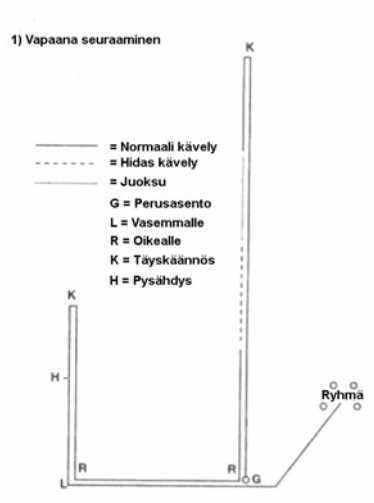 1) Vapaana seuraaminen
K
= Normaali kävely
= Hidas kävely
= Juoksu
G = Perusasento
L = Vasemmalle
R = Oikealle
K = Täyskäännös
H = Pysähdys
K
H
Ryhmä
R
R
G
L